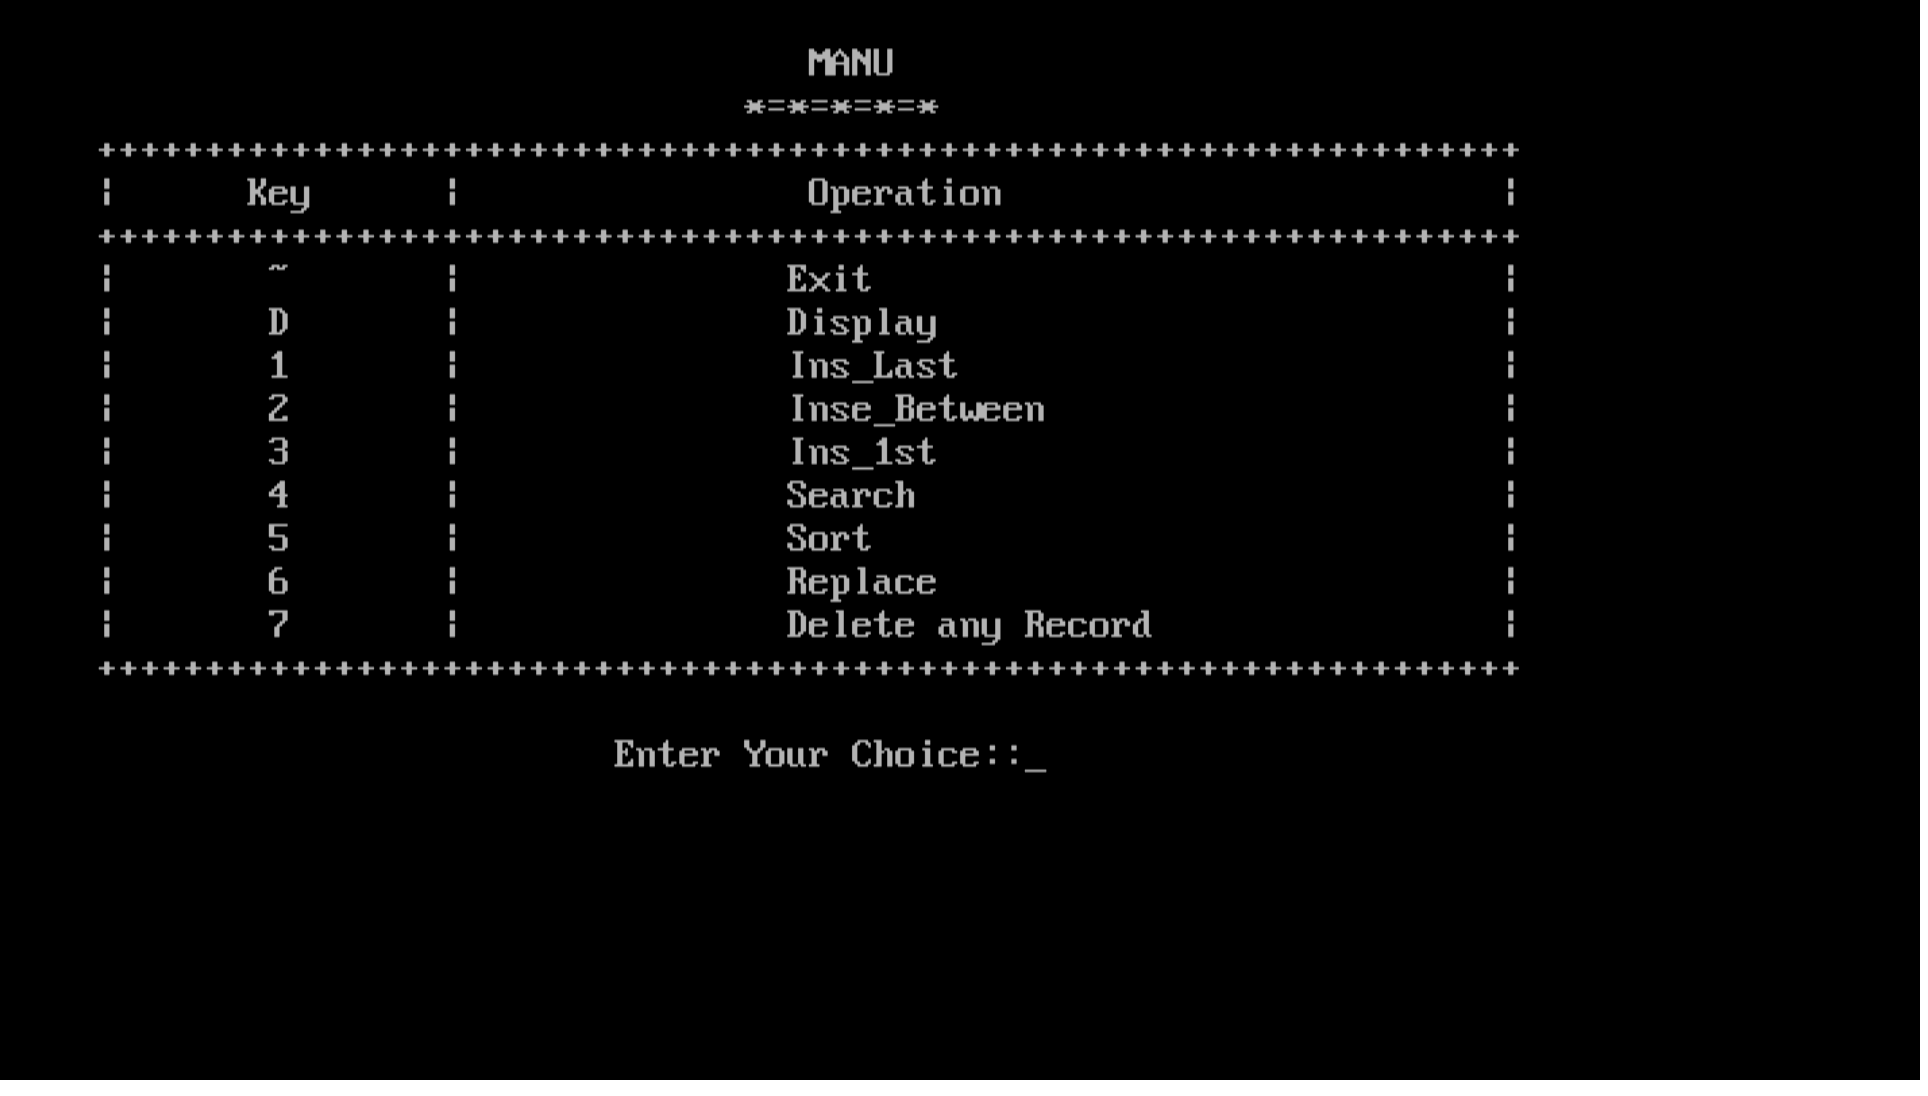 MANU
*=*=*=*=*
++++++++++++++++++++++++++++++++++++++++++++++++++++++++++++++++++
| Key | Operation |
++++++++++++++++++++++++++++++++++++++++++++++++++++++++++++++++++
| ~ | Exit |
| D | Display |
| 1 | Ins_Last |
| 2 | Inse_Between |
| 3 | Ins_1st |
| 4 | Search |
| 5 | Sort |
| 6 | Replace |
| 7 | Delete any Record |
++++++++++++++++++++++++++++++++++++++++++++++++++++++++++++++++++
Enter Your Choice::_